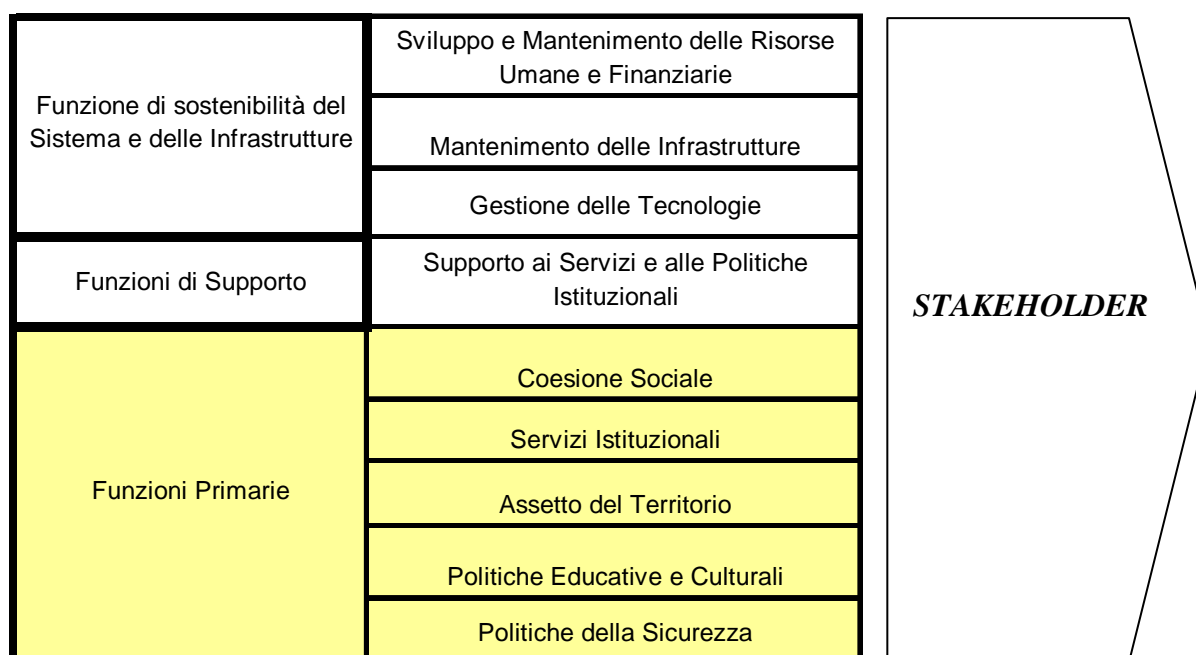 Funzione di sostenibilità del
Sistema e delle Infrastrutture
Sviluppo e Mantenimento delle Risorse
Umane e Finanziarie
Mantenimento delle Infrastrutture
Gestione delle Tecnologie
Funzioni di Supporto
Supporto ai Servizi e alle Politiche
Istituzionali
Funzioni Primarie
Coesione Sociale
Servizi Istituzionali
Assetto del Territorio
Politiche Educative e Culturali
Politiche della Sicurezza
STAKEHOLDER